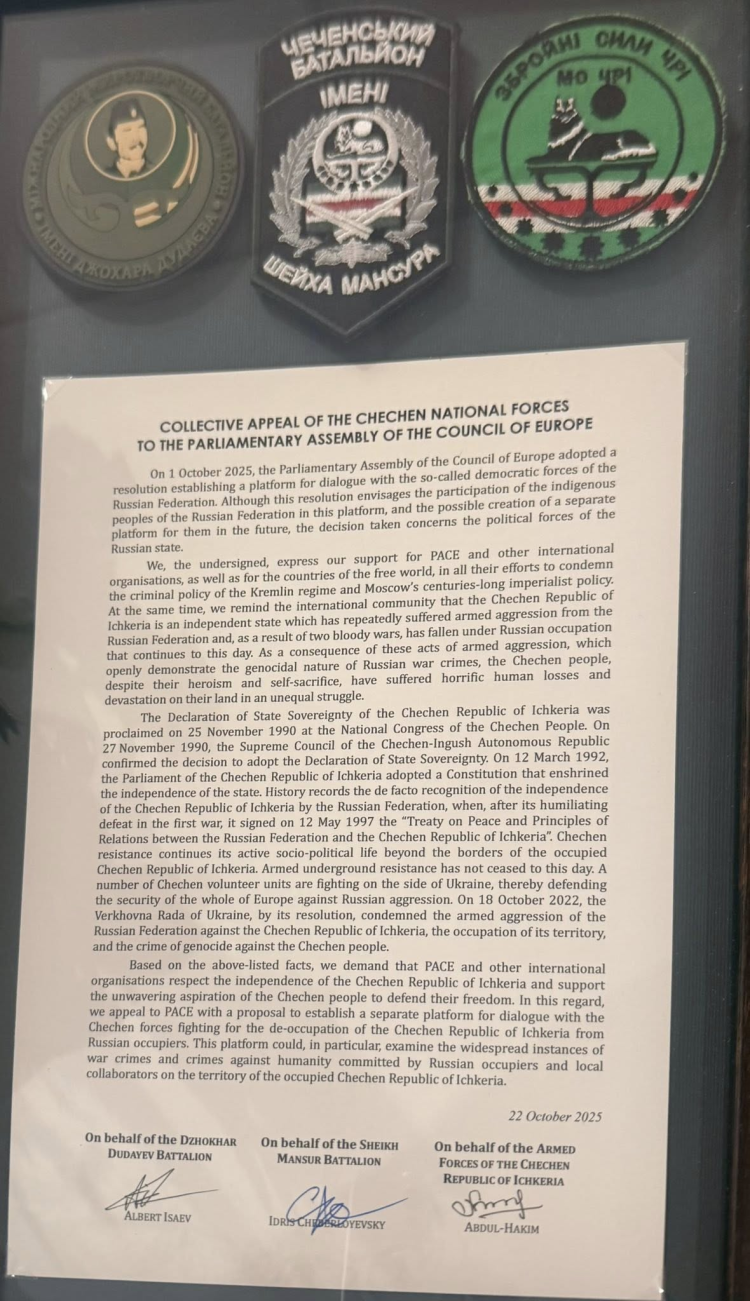 МІЖНАРОДНИЙ МИРОТВОРЧИЙ БАТАЛЬЙОН
ІМЕНІ ДЖОХАРА ДУДАЄВА
ЧЕЧЕНСЬКИЙ
БАТАЛЬЙОН
ІМЕНІ
ШЕЙХА МАНСУРА
ЗБРОЙНІ СИЛИ ЧРІ
МО ЧРІ
COLLECTIVE APPEAL OF THE CHECHEN NATIONAL FORCES
TO THE PARLIAMENTARY ASSEMBLY OF THE COUNCIL OF EUROPE
On 1 October 2025, the Parliamentary Assembly of the Council of Europe adopted a
resolution establishing a platform for dialogue with the so-called democratic forces of the
Russian Federation. Although this resolution envisages the participation of the indigenous
peoples of the Russian Federation in this platform, and the possible creation of a separate
platform for them in the future, the decision taken concerns the political forces of the
Russian state.
We, the undersigned, express our support for PACE and other international
organisations, as well as for the countries of the free world, in all their efforts to condemn
the criminal policy of the Kremlin regime and Moscow's centuries-long imperialist policy.
At the same time, we remind the international community that the Chechen Republic of
Ichkeria is an independent state which has repeatedly suffered armed aggression from the
Russian Federation and, as a result of two bloody wars, has fallen under Russian occupation
that continues to this day. As a consequence of these acts of armed aggression, which
openly demonstrate the genocidal nature of Russian war crimes, the Chechen people,
despite their heroism and self-sacrifice, have suffered horrific human losses and
devastation on their land in an unequal struggle.
The Declaration of State Sovereignty of the Chechen Republic of Ichkeria was
proclaimed on 25 November 1990 at the National Congress of the Chechen People. On
27 November 1990, the Supreme Council of the Chechen-Ingush Autonomous Republic
confirmed the decision to adopt the Declaration of State Sovereignty. On 12 March 1992,
the Parliament of the Chechen Republic of Ichkeria adopted a Constitution that enshrined
the independence of the state. History records the de facto recognition of the independence
of the Chechen Republic of Ichkeria by the Russian Federation, when, after its humiliating
defeat in the first war, it signed on 12 May 1997 the “Treaty on Peace and Principles of
Relations between the Russian Federation and the Chechen Republic of Ichkeria”. Chechen
resistance continues its active socio-political life beyond the borders of the occupied
Chechen Republic of Ichkeria. Armed underground resistance has not ceased to this day. A
number of Chechen volunteer units are fighting on the side of Ukraine, thereby defending
the security of the whole of Europe against Russian aggression. On 18 October 2022, the
Verkhovna Rada of Ukraine, by its resolution, condemned the armed aggression of the
Russian Federation against the Chechen Republic of Ichkeria, the occupation of its territory,
and the crime of genocide against the Chechen people.
Based on the above-listed facts, we demand that PACE and other international
organisations respect the independence of the Chechen Republic of Ichkeria and support
the unwavering aspiration of the Chechen people to defend their freedom. In this regard,
we appeal to PACE with a proposal to establish a separate platform for dialogue with the
Chechen forces fighting for the de-occupation of the Chechen Republic of Ichkeria from
Russian occupiers. This platform could, in particular, examine the widespread instances of
war crimes and crimes against humanity committed by Russian occupiers and local
collaborators on the territory of the occupied Chechen Republic of Ichkeria.
22 October 2025
On behalf of the DZHOKHAR
DUDAYEV BATTALION
ALBERT ISAEV
On behalf of the SHEIKH
MANSUR BATTALION
IDRIS CHEBERLOYEVSKY
On behalf of the ARMED
FORCES OF THE CHECHEN
REPUBLIC OF ICHKERIA
ABDUL-HAKIM